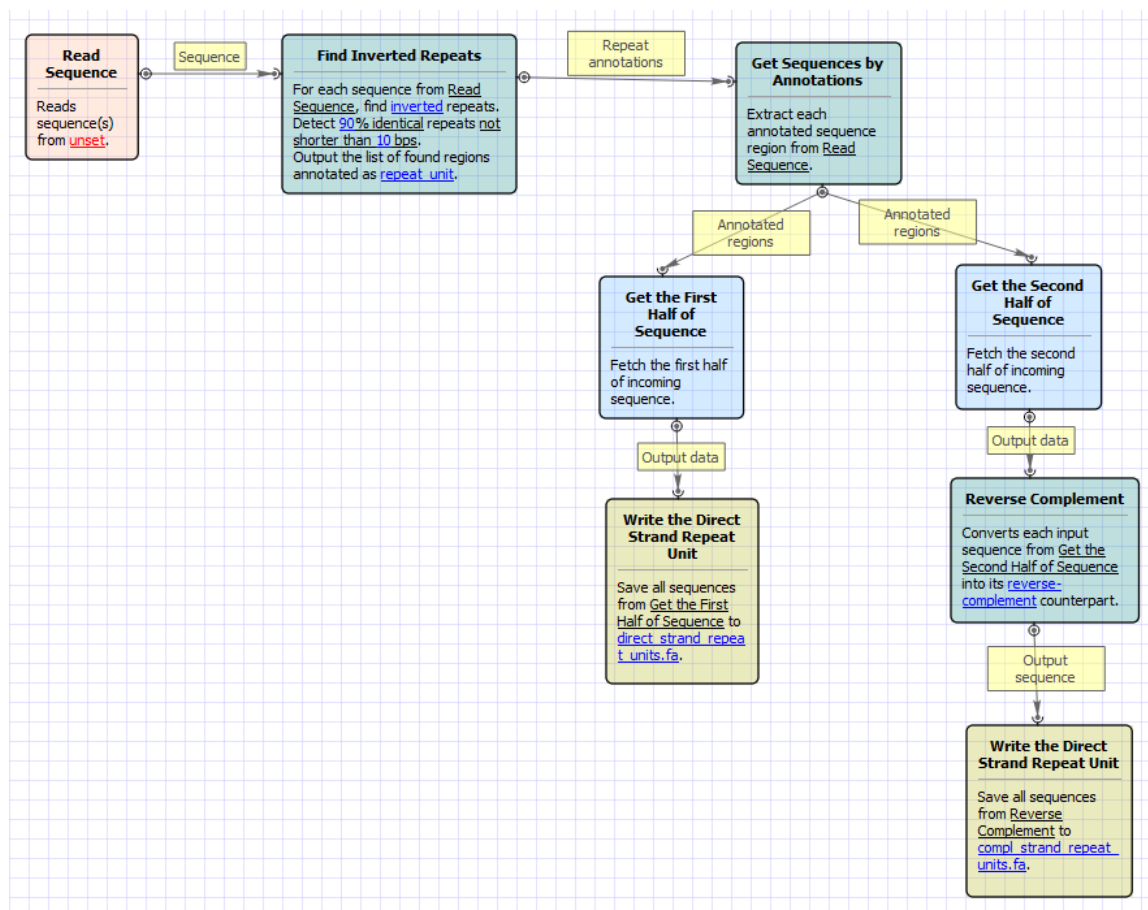 Read
Sequence
Reads
sequence(s)
from unset.
Sequence
Find Inverted Repeats
For each sequence from Read
Sequence, find inverted repeats.
Detect 90% identical repeats not
shorter than 10 bps.
Output the list of found regions
annotated as repeat_unit.
Repeat
annotations
Get Sequences by
Annotations
Extract each
annotated sequence
region from Read
Sequence.
Annotated
regions
Annotated
regions
Get the First
Half of
Sequence
Fetch the first half
of incoming
sequence.
Output data
Write the Direct
Strand Repeat
Unit
Save all sequences
from Get the First
Half of Sequence to
direct_strand_repea
t_units.fa.
Get the Second
Half of
Sequence
Fetch the second
half of incoming
sequence.
Output data
Reverse Complement
Converts each input
sequence from Get the
Second Half of Sequence
into its reverse-
complement counterpart.
Output
sequence
Write the Direct
Strand Repeat Unit
Save all sequences
from Reverse
Complement to
compl_strand_repeat_
units.fa.